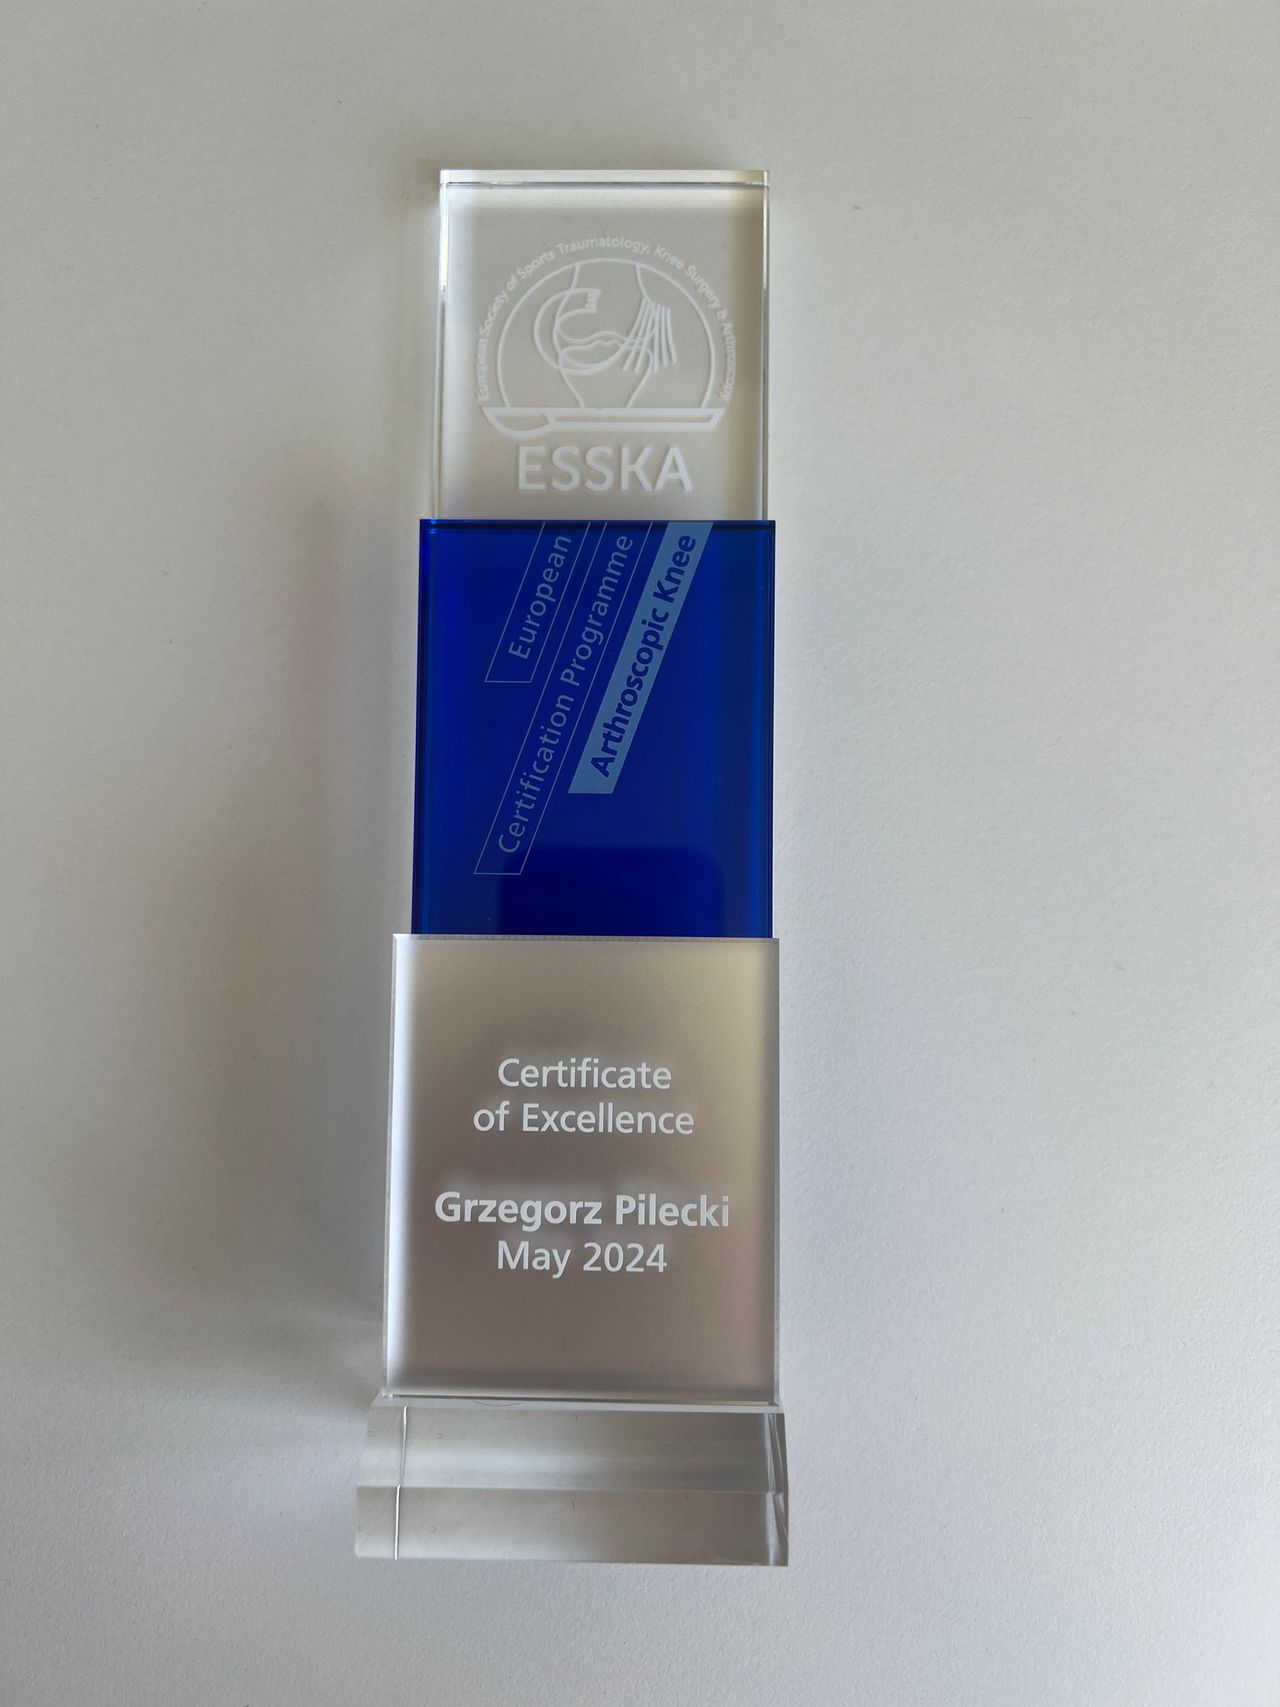 European Society of Sports Traumatology, Knee Surgery & Arthroscopy
ESSKA
European
Certification Programme
Arthroscopic Knee
Certificate
of Excellence
Grzegorz Pilecki
May 2024